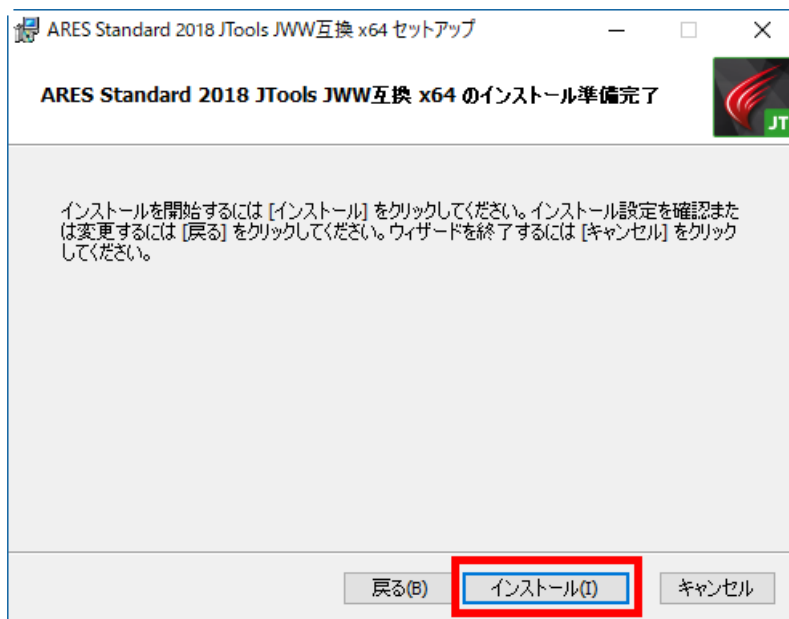 ARES Standard 2018 JTools JWW互換 x64 セットアップ
ARES Standard 2018 JTools JWW互換 x64 のインストール準備完了
JT
インストールを開始するには [インストール] をクリックしてください。インストール設定を確認また
は変更するには [戻る] をクリックしてください。ウィザードを終了するには [キャンセル] をクリック
してください。
戻る(B)
インストール(I)
キャンセル